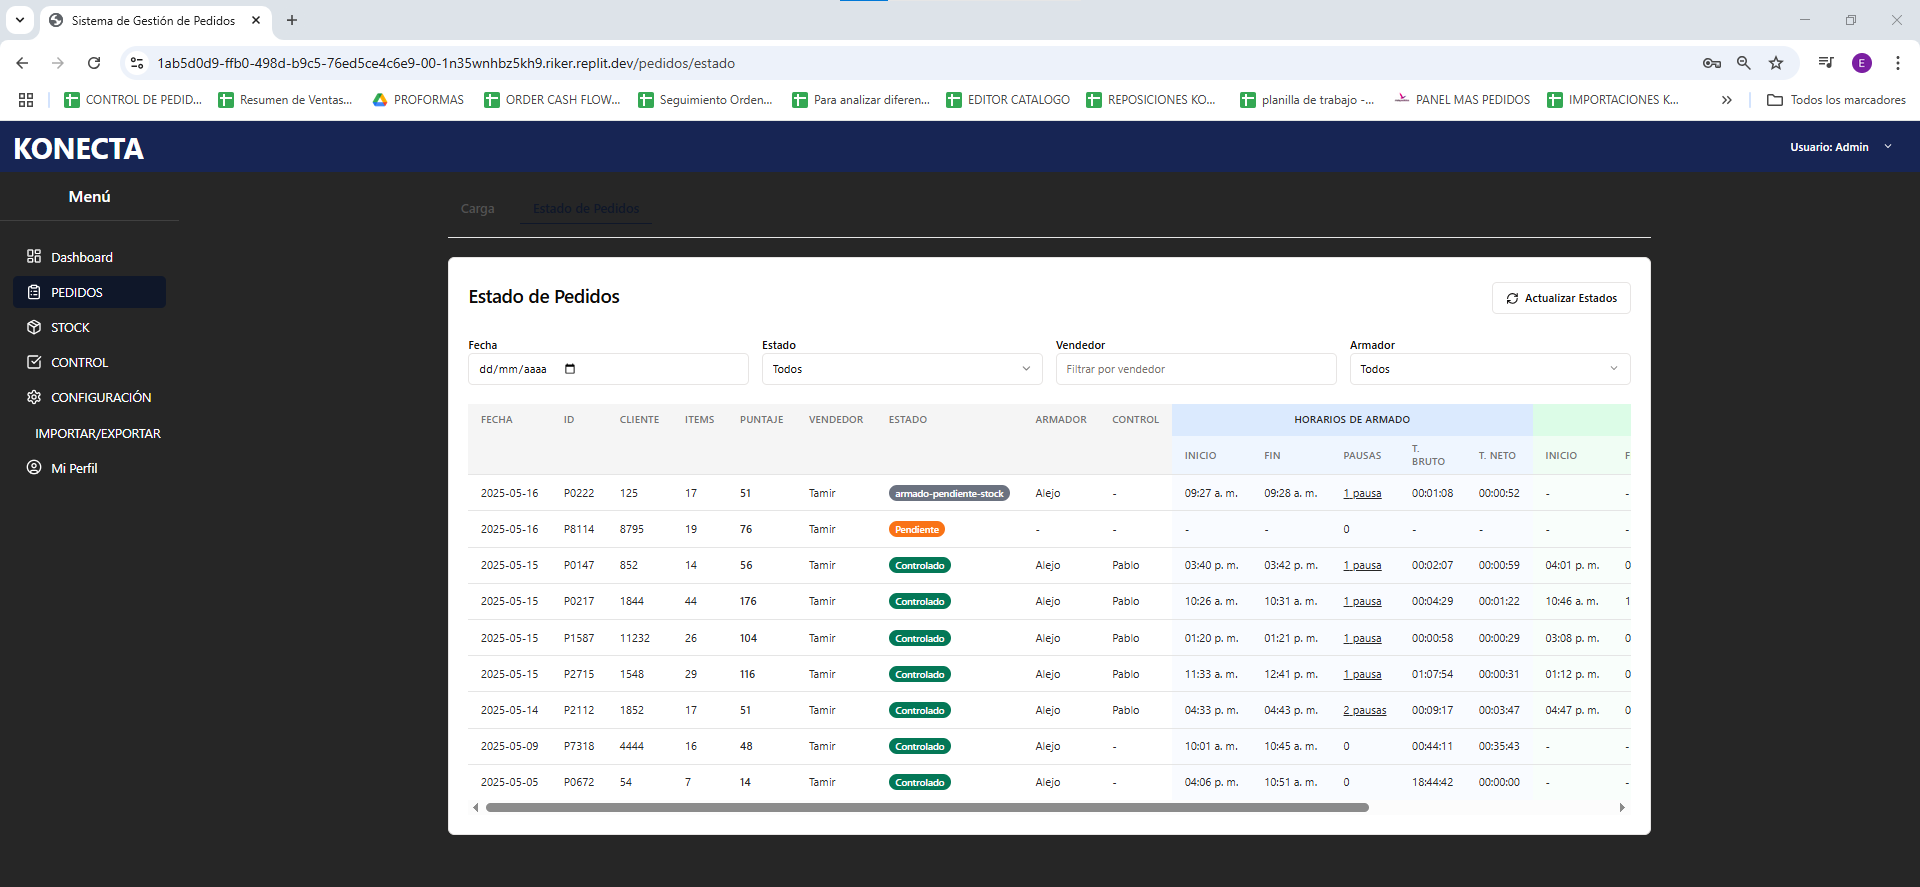 Sistema de Gestión de Pedidos
1ab5d0d9-ffb0-498d-b9c5-76ed5ce4c6e9-00-1n35wnhbz5kh9.riker.replit.dev/pedidos/estado
E
CONTROL DE PEDID... Resumen de Ventas... PROFORMAS ORDER CASH FLOW... Seguimiento Orden... Para analizar diferen... EDITOR CATALOGO REPOSICIONES KO... planilla de trabajo -... PANEL MAS PEDIDOS IMPORTACIONES K... Todos los marcadores
KONECTA
Usuario: Admin
Menú
Dashboard
PEDIDOS
STOCK
CONTROL
CONFIGURACIÓN
IMPORTAR/EXPORTAR
Mi Perfil
Carga Estado de Pedidos
Estado de Pedidos
Actualizar Estados
Fecha Estado Vendedor Armador
dd/mm/aaaa Todos Filtrar por vendedor Todos
FECHA ID CLIENTE ITEMS PUNTAJE VENDEDOR ESTADO ARMADOR CONTROL HORARIOS DE ARMADO
INICIO FIN PAUSAS T. BRUTO T. NETO INICIO F
2025-05-16 P0222 125 17 51 Tamir armado-pendiente-stock Alejo - 09:27 a. m. 09:28 a. m. 1 pausa 00:01:08 00:00:52 - -
2025-05-16 P8114 8795 19 76 Tamir Pendiente - - - - 0 - - - -
2025-05-15 P0147 852 14 56 Tamir Controlado Alejo Pablo 03:40 p. m. 03:42 p. m. 1 pausa 00:02:07 00:00:59 04:01 p. m. 0
2025-05-15 P0217 1844 44 176 Tamir Controlado Alejo Pablo 10:26 a. m. 10:31 a. m. 1 pausa 00:04:29 00:01:22 10:46 a. m. 1
2025-05-15 P1587 11232 26 104 Tamir Controlado Alejo Pablo 01:20 p. m. 01:21 p. m. 1 pausa 00:00:58 00:00:29 03:08 p. m. 0
2025-05-15 P2715 1548 29 116 Tamir Controlado Alejo Pablo 11:33 a. m. 12:41 p. m. 1 pausa 01:07:54 00:00:31 01:12 p. m. 0
2025-05-14 P2112 1852 17 51 Tamir Controlado Alejo Pablo 04:33 p. m. 04:43 p. m. 2 pausas 00:09:17 00:03:47 04:47 p. m. 0
2025-05-09 P7318 4444 16 48 Tamir Controlado Alejo - 10:01 a. m. 10:45 a. m. 0 00:44:11 00:35:43 - -
2025-05-05 P0672 54 7 14 Tamir Controlado Alejo - 04:06 p. m. 10:51 a. m. 0 18:44:42 00:00:00 - -